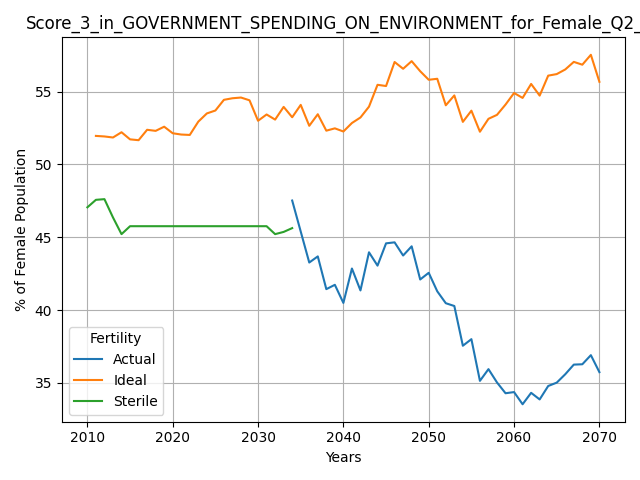 Score_3_in_GOVERNMENT_SPENDING_ON_ENVIRONMENT_for_Female_Q2_
% of Female Population
55
50
45
40
35
Fertility
Actual
Ideal
Sterile
2010 2020 2030 2040 2050 2060 2070
Years